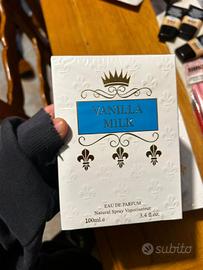 VANILLA
MILK
EAU DE PARFUM
Natural Spray Vaporisateur
100ml.e 3.4 fl.oz.
subito